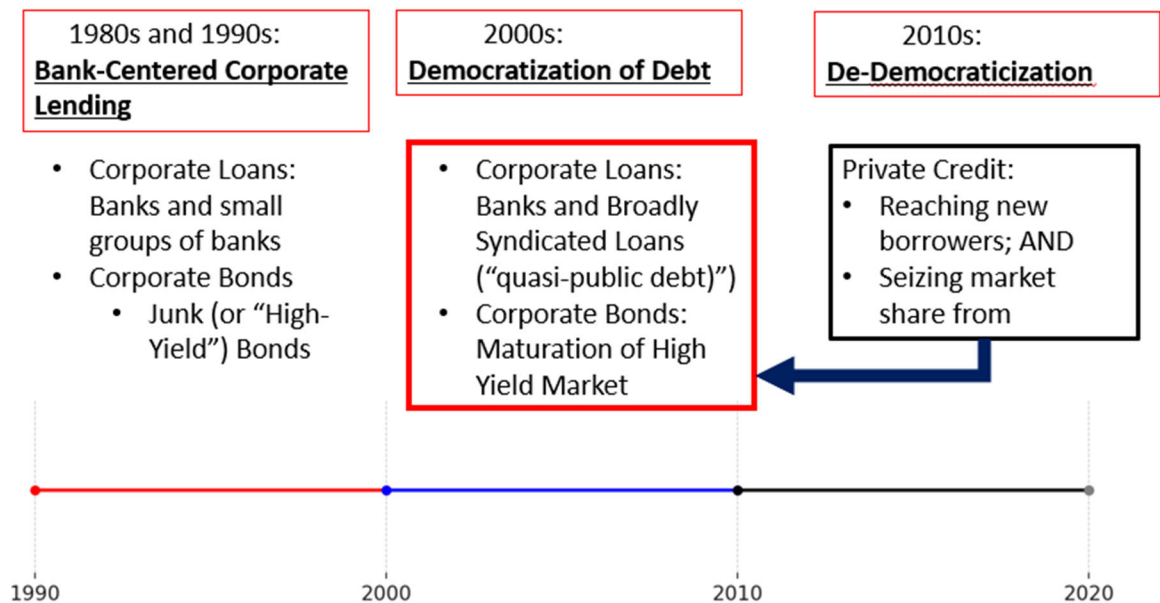 1980s and 1990s:
Bank-Centered Corporate
Lending
• Corporate Loans:
Banks and small
groups of banks
• Corporate Bonds
• Junk (or “High-
Yield”) Bonds
2000s:
Democratization of Debt
• Corporate Loans:
Banks and Broadly
Syndicated Loans
(“quasi-public debt)”)
• Corporate Bonds:
Maturation of High
Yield Market
2010s:
De-Democraticization
Private Credit:
• Reaching new
borrowers; AND
• Seizing market
share from
1990
2000
2010
2020